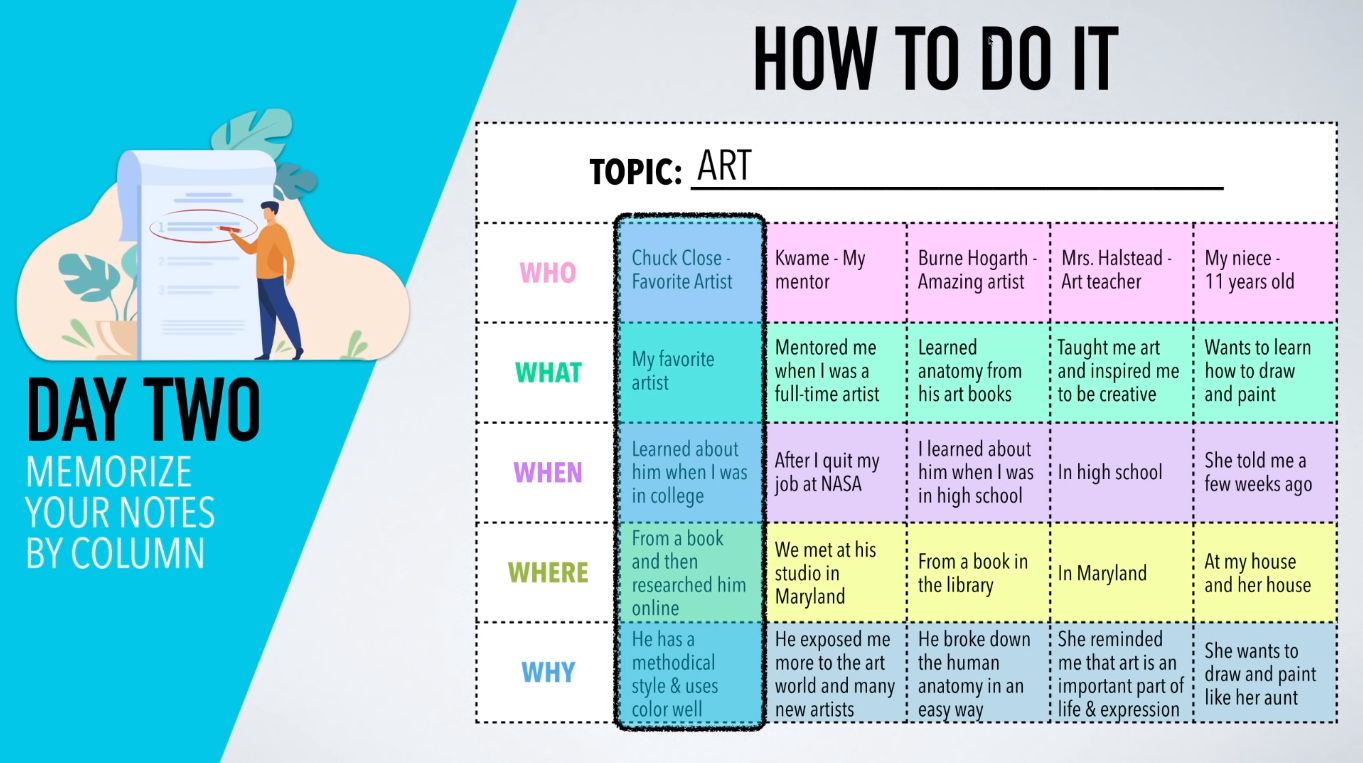 HOW TO DO IT
TOPIC: ART
WHO
Chuck Close -
Favorite Artist
Kwame - My
mentor
Burne Hogarth -
Amazing artist
Mrs. Halstead -
Art teacher
My niece -
11 years old
WHAT
My favorite
artist
Mentored me
when I was a
full-time artist
Learned
anatomy from
his art books
Taught me art
and inspired me
to be creative
Wants to learn
how to draw
and paint
WHEN
Learned about
him when I was
in college
After I quit my
job at NASA
I learned about
him when I was
in high school
In high school
She told me a
few weeks ago
WHERE
From a book
and then
researched him
online
We met at his
studio in
Maryland
From a book in
the library
In Maryland
At my house
and her house
WHY
He has a
methodical
style & uses
color well
He exposed me
more to the art
world and many
new artists
He broke down
the human
anatomy in an
easy way
She reminded
me that art is an
important part of
life & expression
She wants to
draw and paint
like her aunt
1
2
3
DAY TWO
MEMORIZE
YOUR NOTES
BY COLUMN